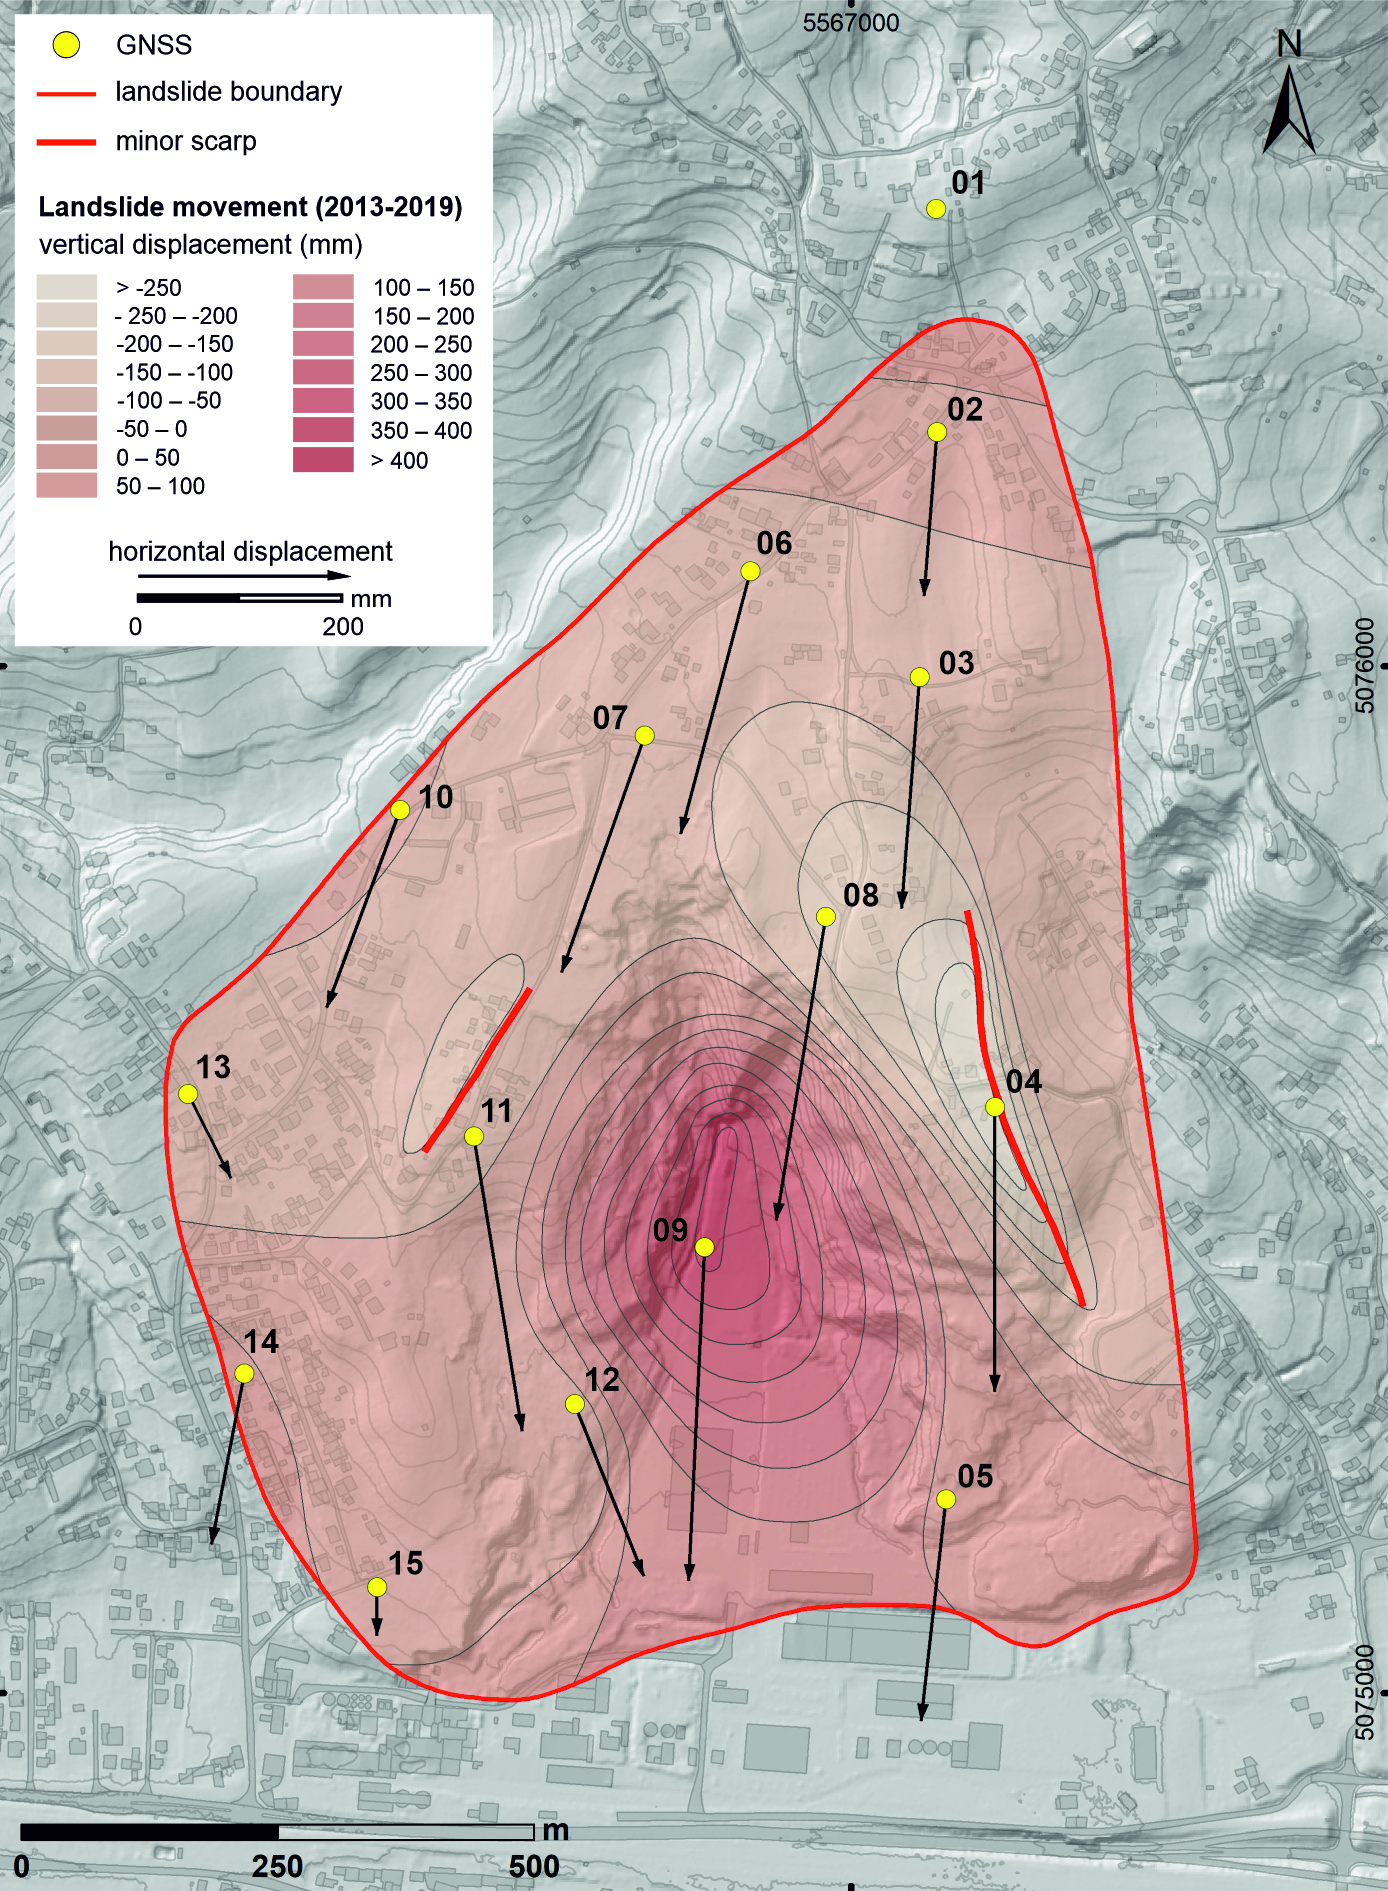 5567000
N
GNSS
landslide boundary
minor scarp
Landslide movement (2013-2019)
vertical displacement (mm)
> -250
- 250 – -200
-200 – -150
-150 – -100
-100 – -50
-50 – 0
0 – 50
50 – 100
100 – 150
150 – 200
200 – 250
250 – 300
300 – 350
350 – 400
> 400
horizontal displacement
mm
0 200
01
02
06
03
5076000
07
10
08
13
04
11
09
14
12
05
15
5075000
m
0 250 500